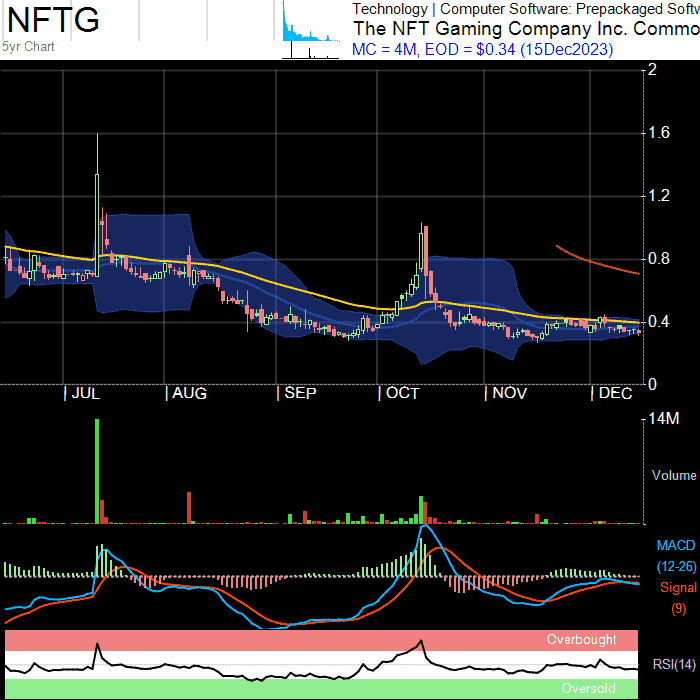 NFTG
5yr Chart
Technology | Computer Software: Prepackaged Softw
The NFT Gaming Company Inc. Commo
MC = 4M, EOD = $0.34 (15Dec2023)
2
1.6
1.2
0.8
0.4
0
| JUL | AUG | SEP | OCT | NOV | DEC
14M
Volume
MACD
(12-26)
Signal
(9)
Overbought
RSI(14)
Oversold